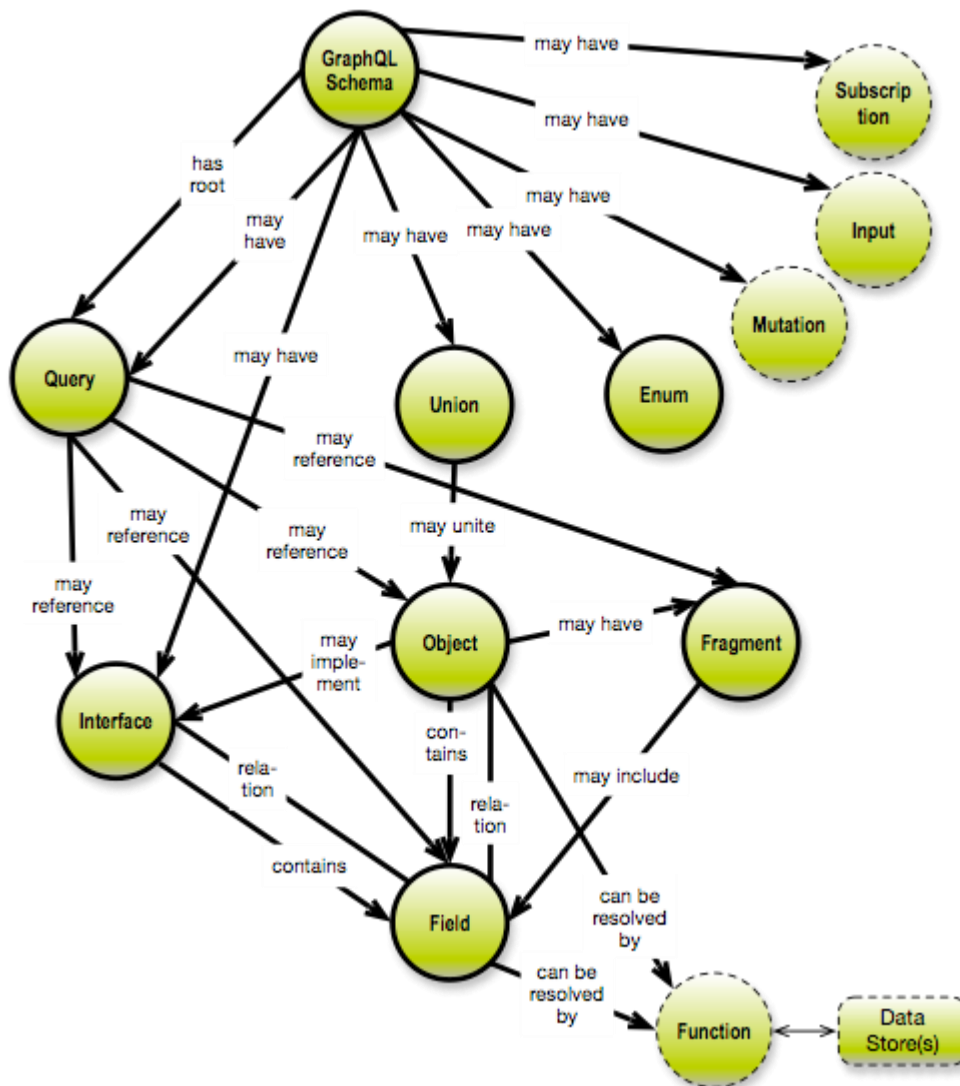 GraphQL
Schema
may have
Subscrip
tion
may have
has
root
may
have
may have
may have
may have
Input
Mutation
may have
Query
Union
Enum
may
reference
may
reference
may unite
may
reference
may
reference
may
imple-
ment
Object
may have
Fragment
Interface
con-
tains
rela-
tion
rela-
tion
may include
contains
Field
can be
resolved
by
can be
resolved
by
Function
Data
Store(s)